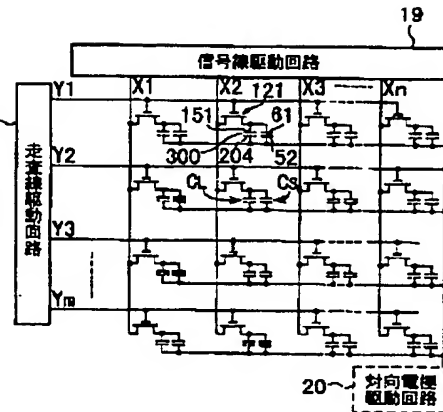 19
信号線駆動回路
X1 X2 X3 Xn
Y1
121
151
61
300 204 52
Y2
CL
Cs
走査線駆動回路
Y3
Ym
20
対向電極
駆動回路